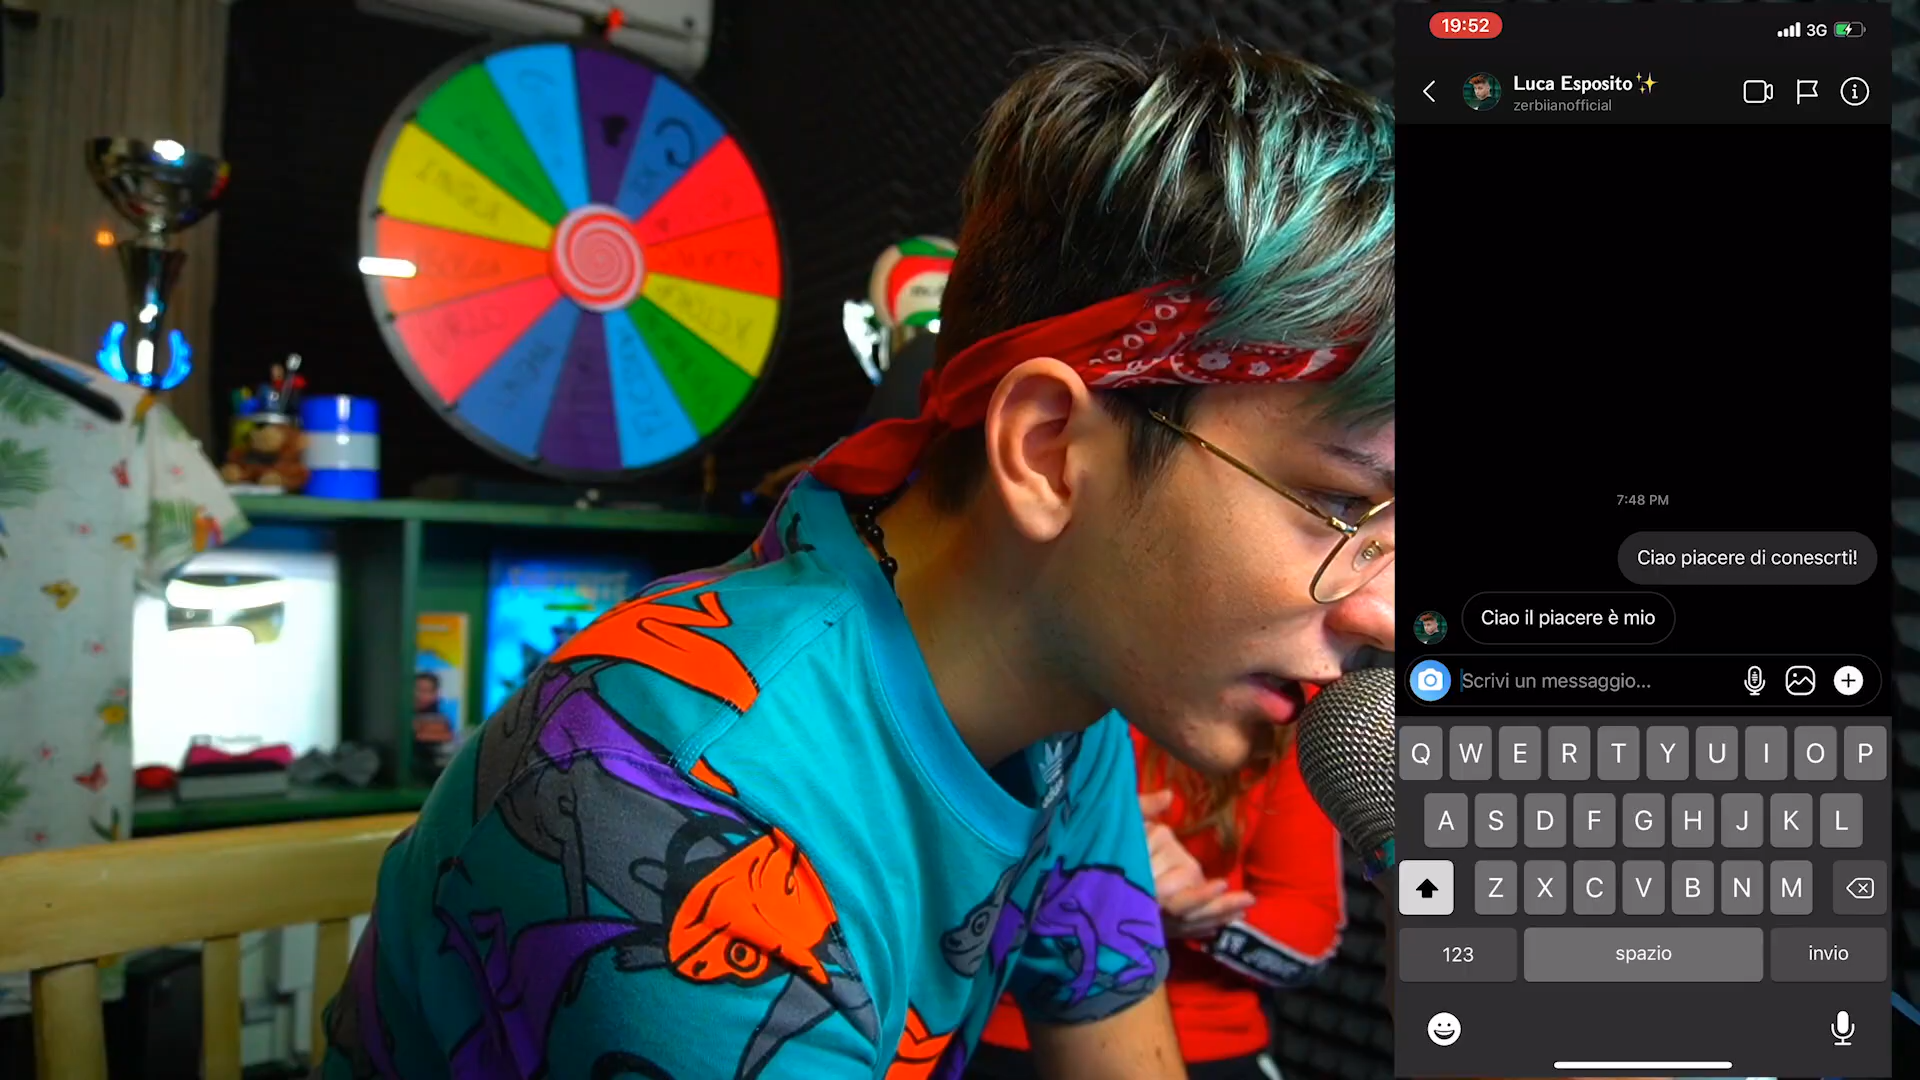 19:52
3G
Luca Esposito✨
zerbiianofficial
7:48 PM
Ciao piacere di conescrti!
Ciao il piacere è mio
Scrivi un messaggio...
Q W E R T Y U I O P
A S D F G H J K L
Z X C V B N M
123 spazio invio